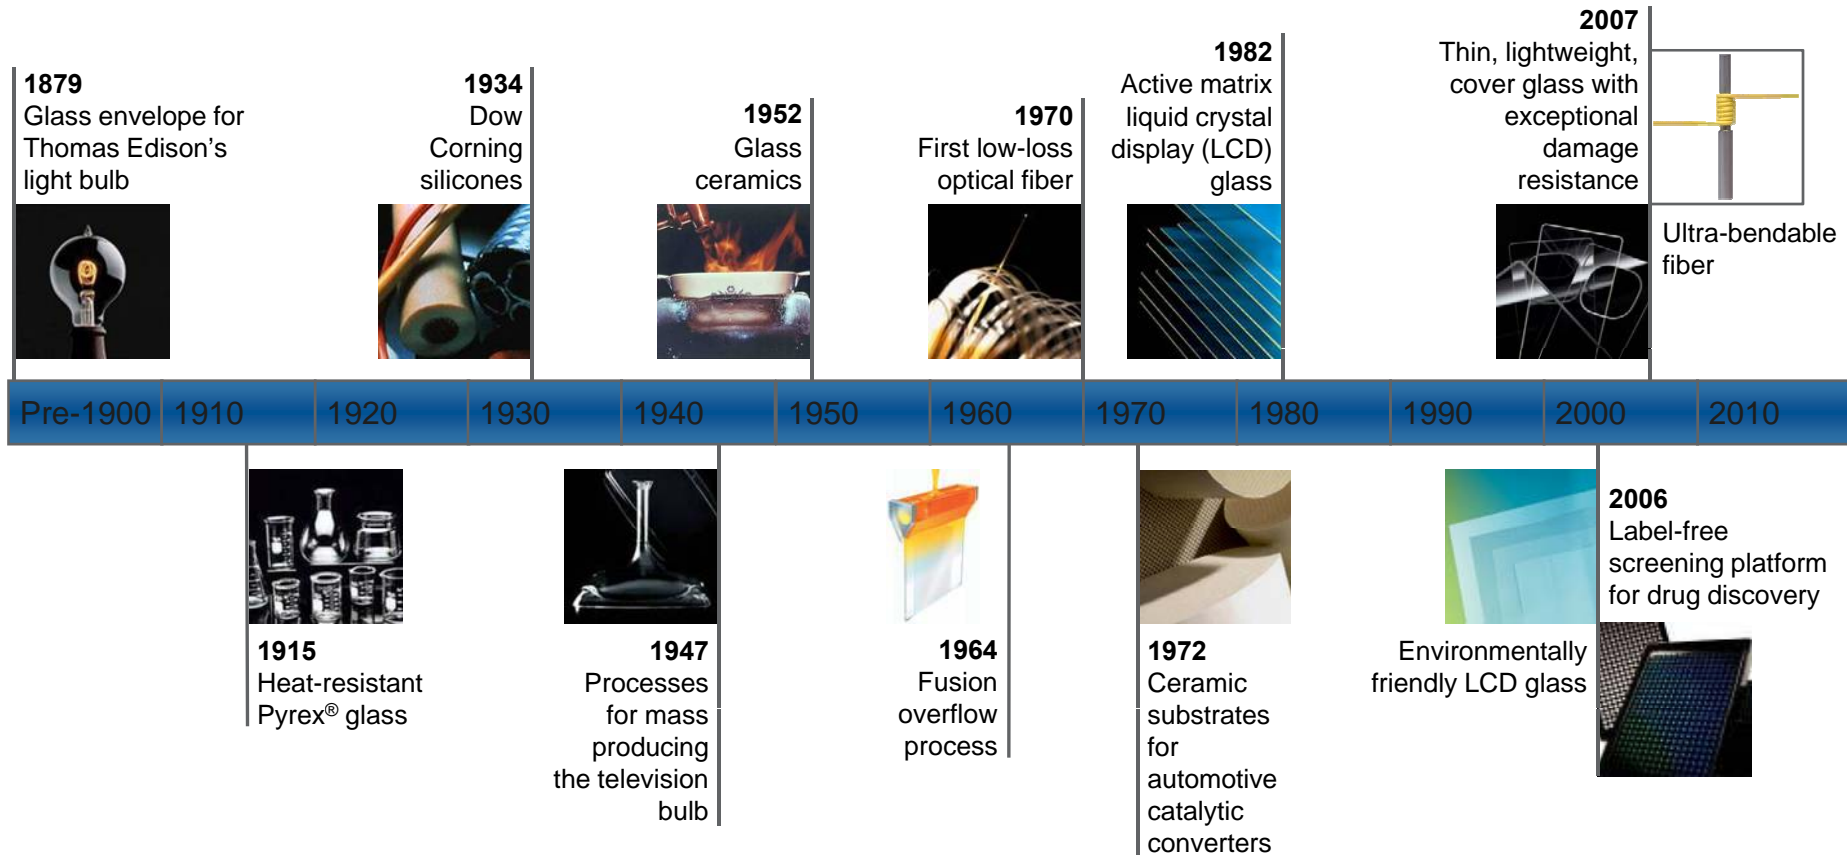 1879
Glass envelope for
Thomas Edison’s
light bulb
1934
Dow
Corning
silicones
1952
Glass
ceramics
1970
First low-loss
optical fiber
1982
Active matrix
liquid crystal
display (LCD)
glass
2007
Thin, lightweight,
cover glass with
exceptional
damage
resistance
Ultra-bendable
fiber
Pre-1900 1910 1920 1930 1940 1950 1960 1970 1980 1990 2000 2010
1915
Heat-resistant
Pyrex® glass
1947
Processes
for mass
producing
the television
bulb
1964
Fusion
overflow
process
1972
Ceramic
substrates
for
automotive
catalytic
converters
Environmentally
friendly LCD glass
2006
Label-free
screening platform
for drug discovery